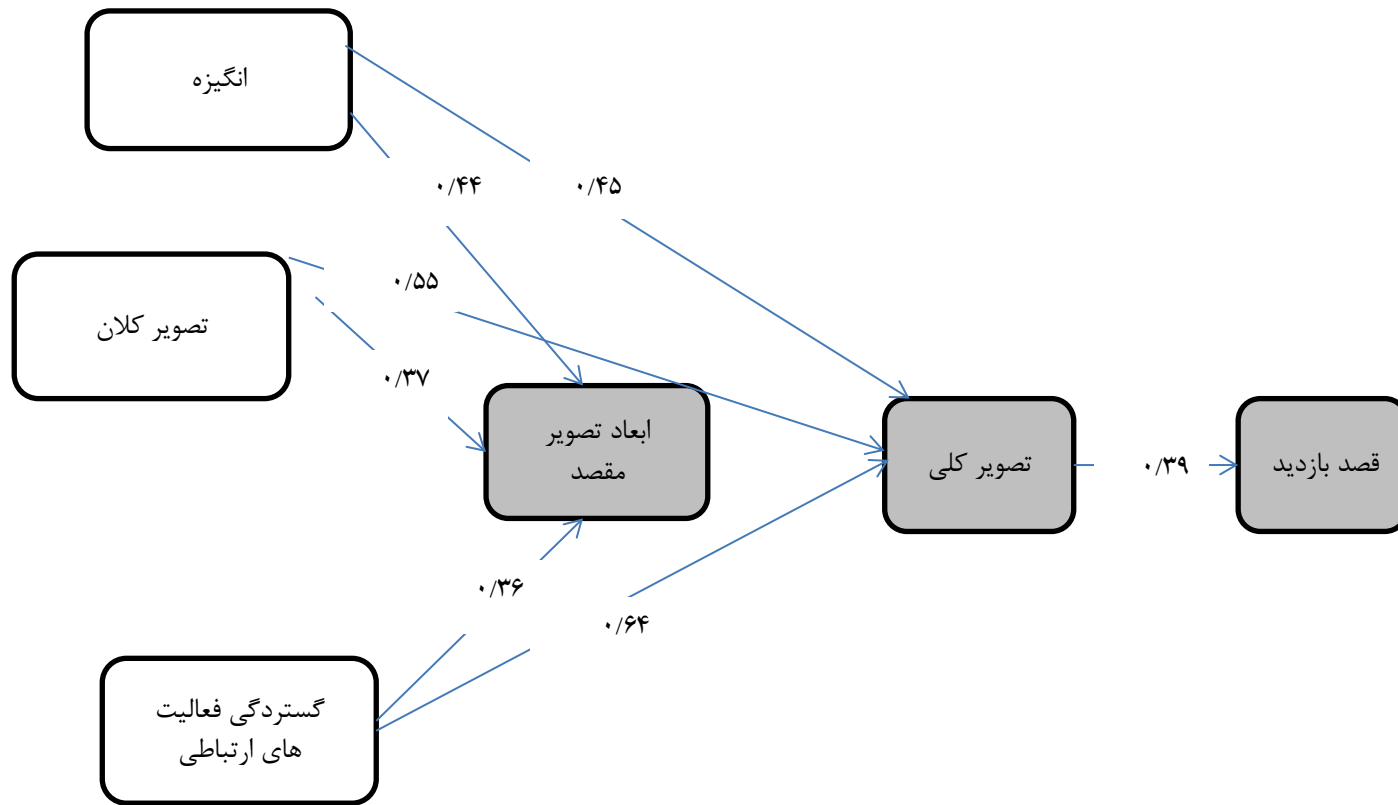 انگیزه
۰/۴۴
۰/۴۵
۰/۵۵
تصویر کلان
۰/۳۷
ابعاد تصویر
مقصد
تصویر کلی
۰/۳۹
قصد بازدید
۰/۳۶
۰/۶۴
گستردگی فعالیت
های ارتباطی